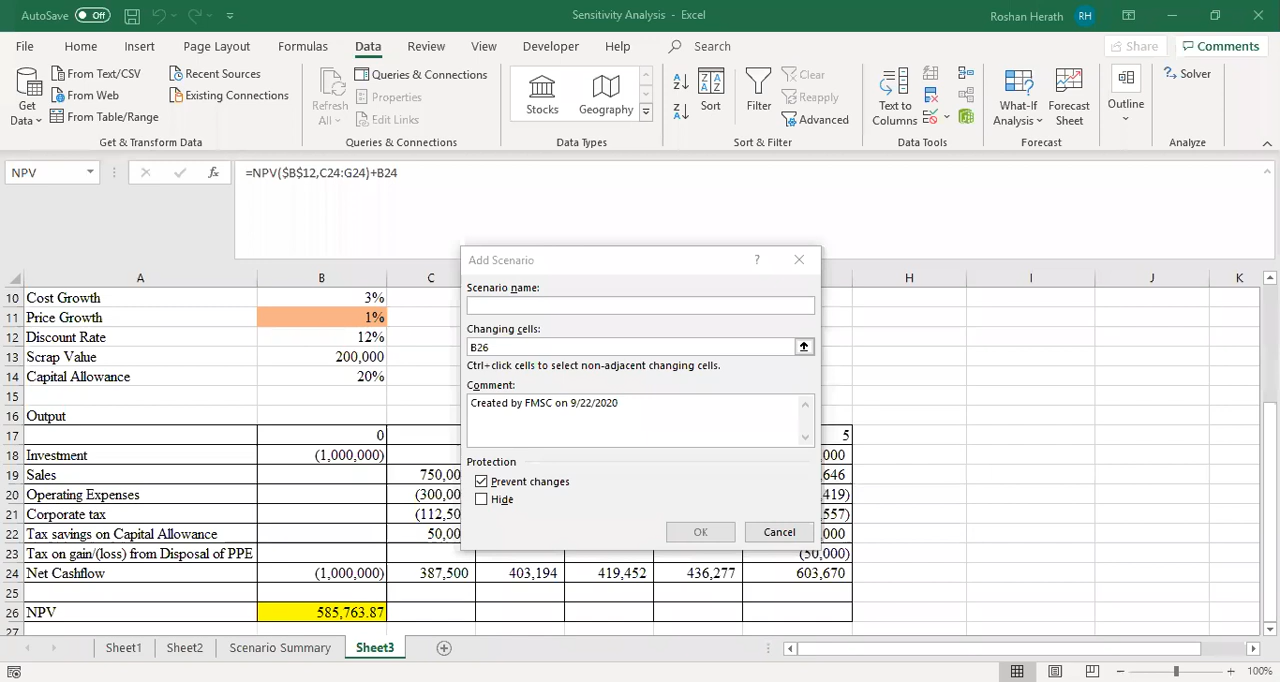 AutoSave Off Sensitivity Analysis - Excel Roshan Herath RH
File Home Insert Page Layout Formulas Data Review View Developer Help Search Share Comments
Get Data
From Text/CSV
From Web
From Table/Range
Recent Sources
Existing Connections
Get & Transform Data
Refresh All
Queries & Connections
Properties
Edit Links
Queries & Connections
Stocks Geography
Data Types
Sort
Filter
Clear
Reapply
Advanced
Sort & Filter
Text to Columns
Data Tools
What-If Analysis
Forecast Sheet
Forecast
Outline
Solver
Analyze
NPV fx =NPV($B$12,C24:G24)+B24
A B C H I J K
10 Cost Growth 3%
11 Price Growth 1%
12 Discount Rate 12%
13 Scrap Value 200,000
14 Capital Allowance 20%
15
16 Output
17 0 5
18 Investment (1,000,000) ,000
19 Sales 750,00 ,646
20 Operating Expenses (300,00 ,419)
21 Corporate tax (112,50 ,557)
22 Tax savings on Capital Allowance 50,00 ,000
23 Tax on gain/(loss) from Disposal of PPE (50,000)
24 Net Cashflow (1,000,000) 387,500 403,194 419,452 436,277 603,670
25
26 NPV 585,763.87
27
Add Scenario ?
Scenario name:
Changing cells:
B26
Ctrl+click cells to select non-adjacent changing cells.
Comment:
Created by FMSC on 9/22/2020
Protection
Prevent changes
Hide
OK Cancel
Sheet1 Sheet2 Scenario Summary Sheet3
100%